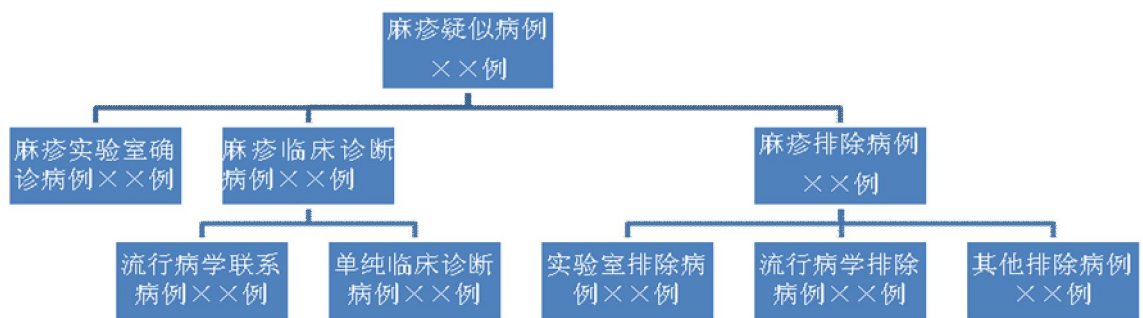 麻疹疑似病例
××例
麻疹实验室确
诊病例××例
麻疹临床诊断
病例××例
麻疹排除病例
××例
流行病学联系
病例××例
单纯临床诊断
病例××例
实验室排除病
例××例
流行病学排除
病例××例
其他排除病例
××例